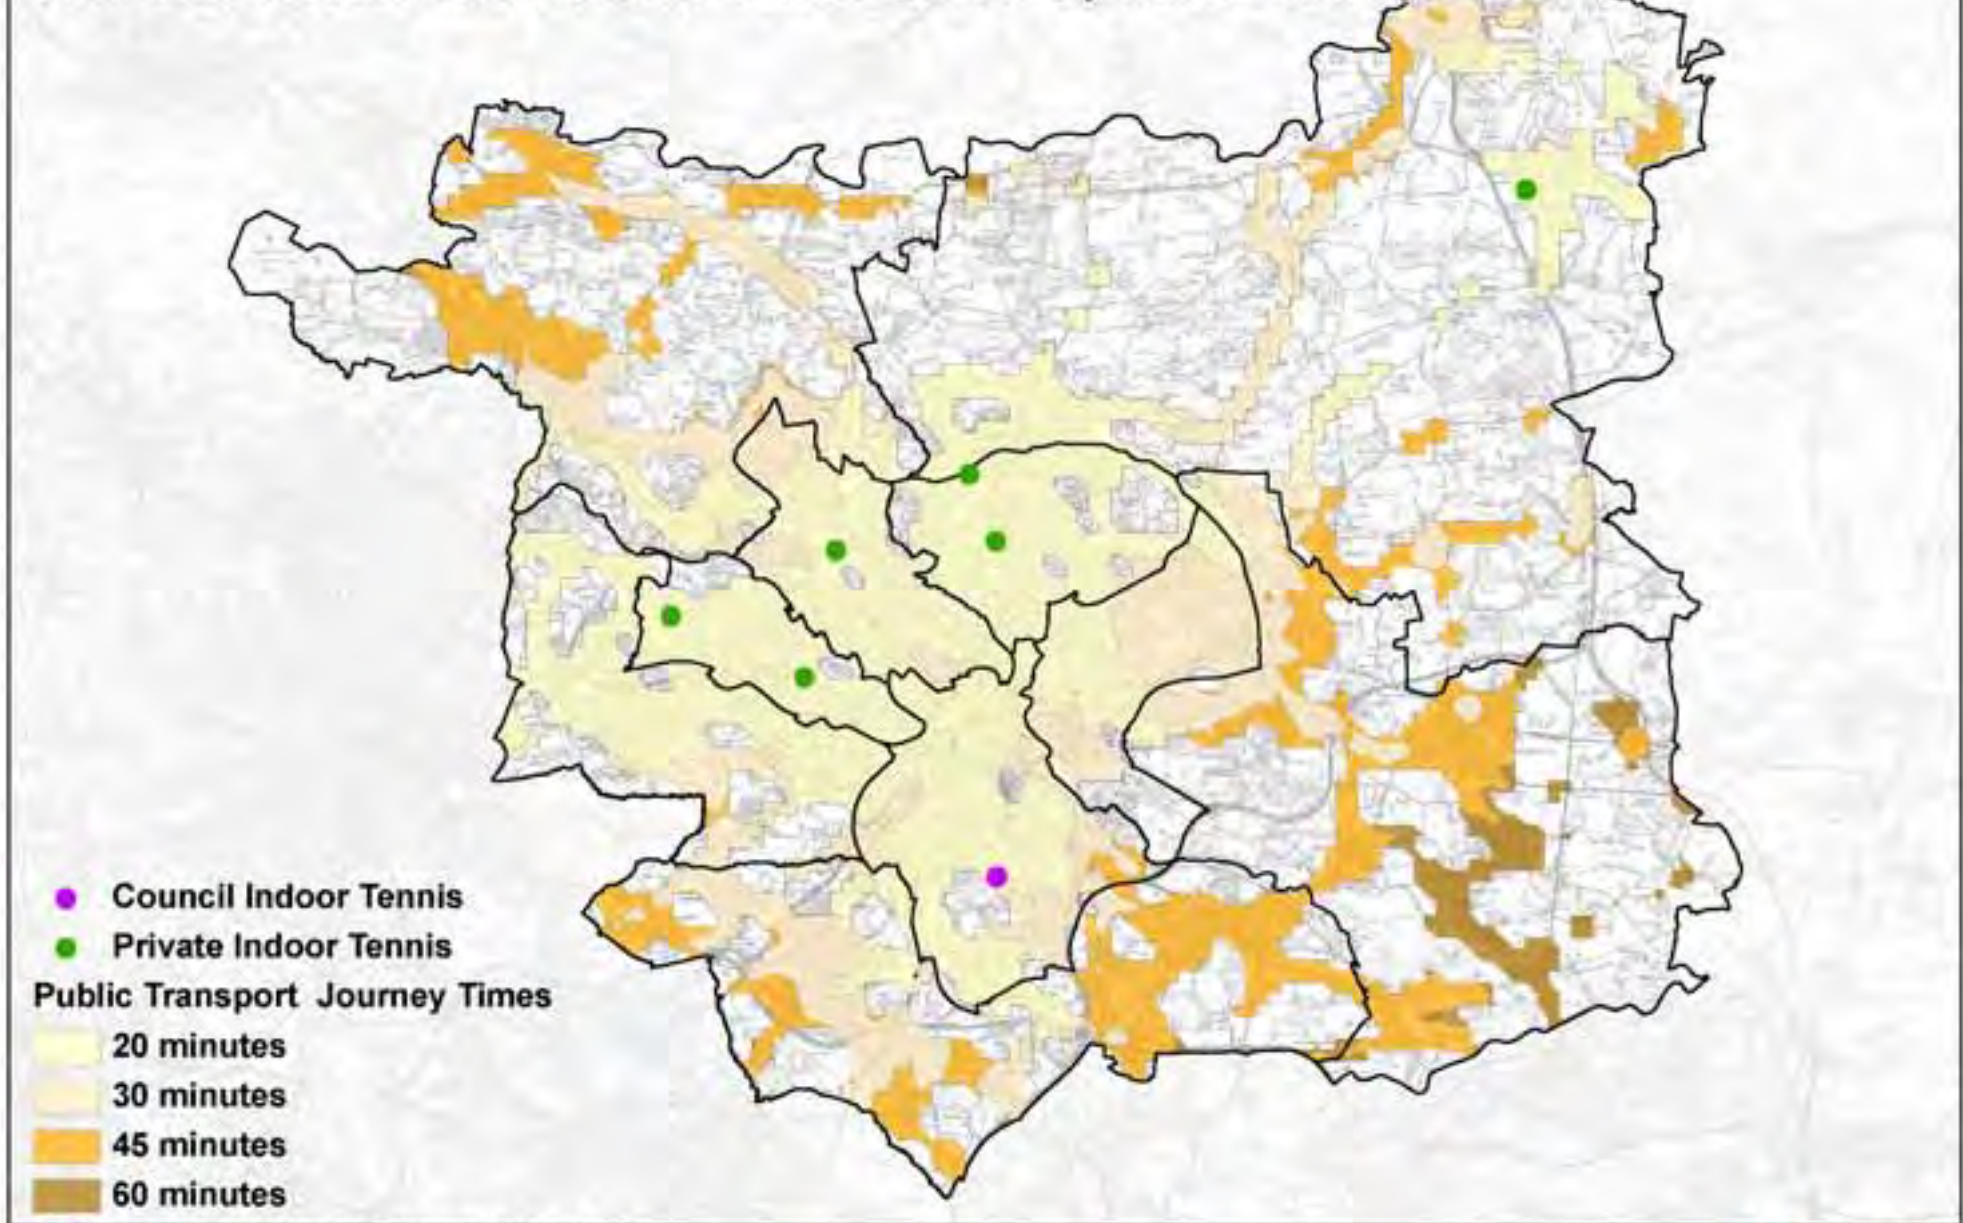 Council Indoor Tennis
Private Indoor Tennis
Public Transport Journey Times
20 minutes
30 minutes
45 minutes
60 minutes